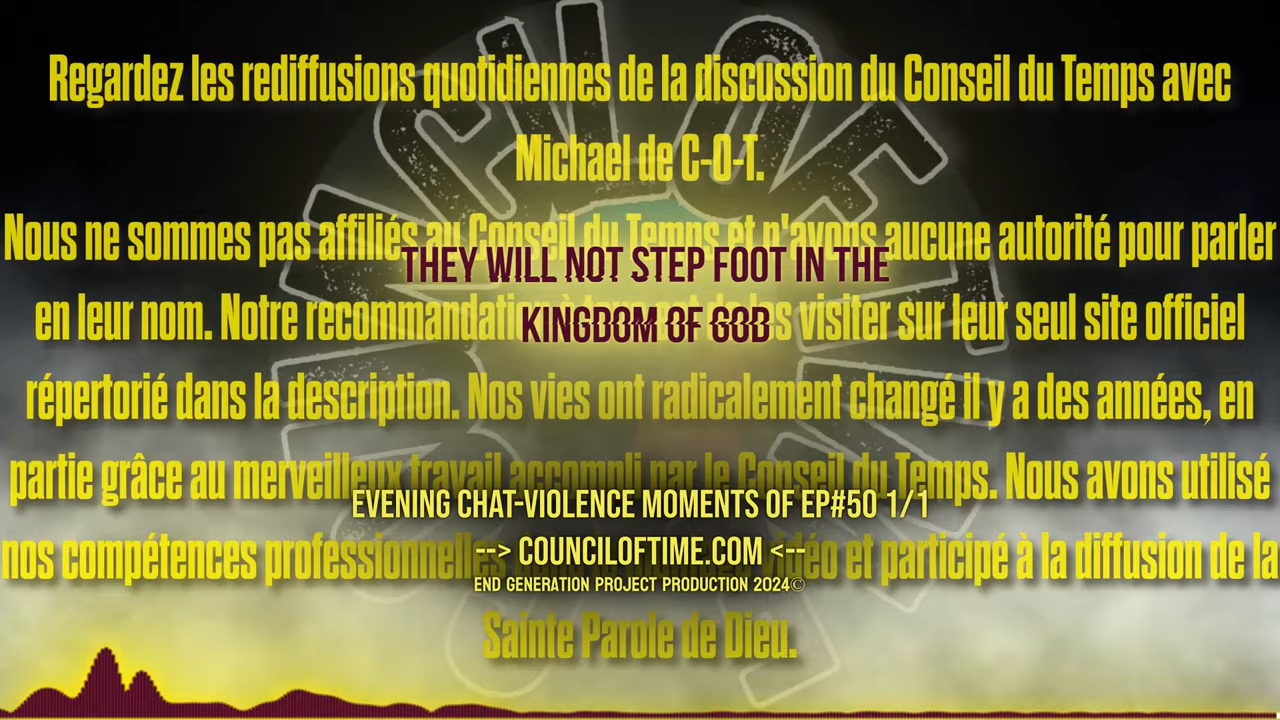 Regardez les rediffusions quotidiennes de la discussion du Conseil du Temps avec
Michael de C-O-T.
Nous ne sommes pas affiliés au Conseil du Temps et n'avons aucune autorité pour parler
THEY WILL NOT STEP FOOT IN THE
en leur nom. Notre recommandation à tous est de les visiter sur leur seul site officiel
KINGDOM OF GOD
répertorié dans la description. Nos vies ont radicalement changé il y a des années, en
partie grâce au merveilleux travail accompli par le Conseil du Temps. Nous avons utilisé
EVENING CHAT-VIOLENCE MOMENTS OF EP#50 1/1
nos compétences professionnelles vidéo et participé à la diffusion de la
--> COUNCILOFTIME.COM <--
END GENERATION PROJECT PRODUCTION 2024©
Sainte Parole de Dieu.